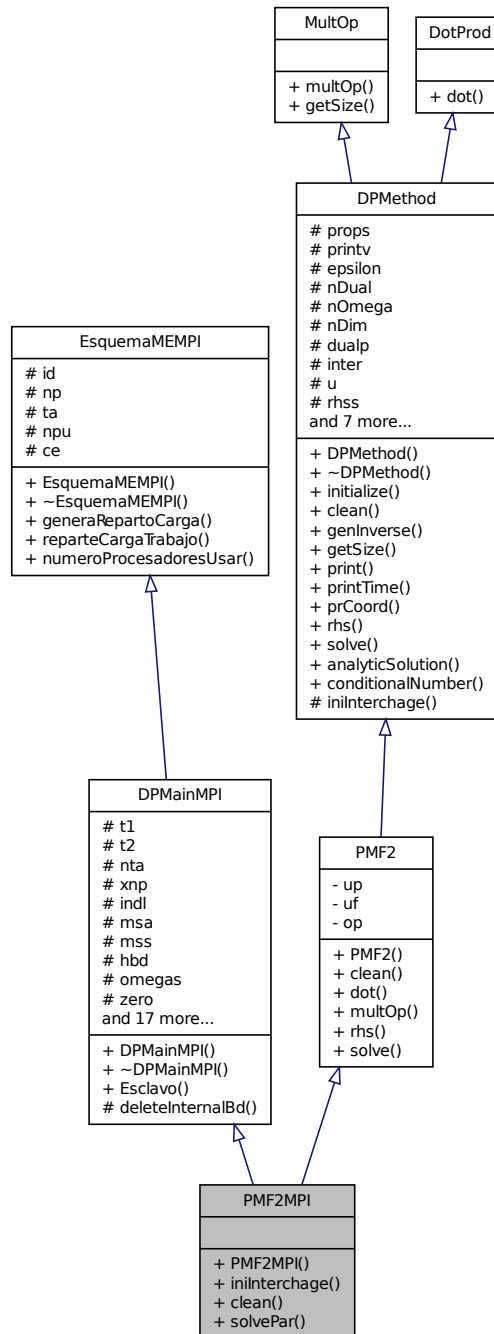 MultOp
+ multOp()
+ getSize()
DotProd
+ dot()
DPMethod
# props
# printv
# epsilon
# nDual
# nOmega
# nDim
# dualp
# inter
# u
# rhss
and 7 more...
+ DPMethod()
+ ~DPMethod()
+ initialize()
+ clean()
+ genInverse()
+ getSize()
+ print()
+ printTime()
+ prCoord()
+ rhs()
+ solve()
+ analyticSolution()
+ conditionalNumber()
# iniInterchage()
EsquemaMEMPI
# id
# np
# ta
# npu
# ce
+ EsquemaMEMPI()
+ ~EsquemaMEMPI()
+ generaRepartoCarga()
+ reparteCargaTrabajo()
+ numeroProcesadoresUsar()
DPMainMPI
# t1
# t2
# nta
# xnp
# indl
# msa
# mss
# hbd
# omegas
# zero
and 17 more...
+ DPMainMPI()
+ ~DPMainMPI()
+ Esclavo()
# deleteInternalBd()
PMF2
- up
- uf
- op
+ PMF2()
+ clean()
+ dot()
+ multOp()
+ rhs()
+ solve()
PMF2MPI
+ PMF2MPI()
+ iniInterchage()
+ clean()
+ solvePar()